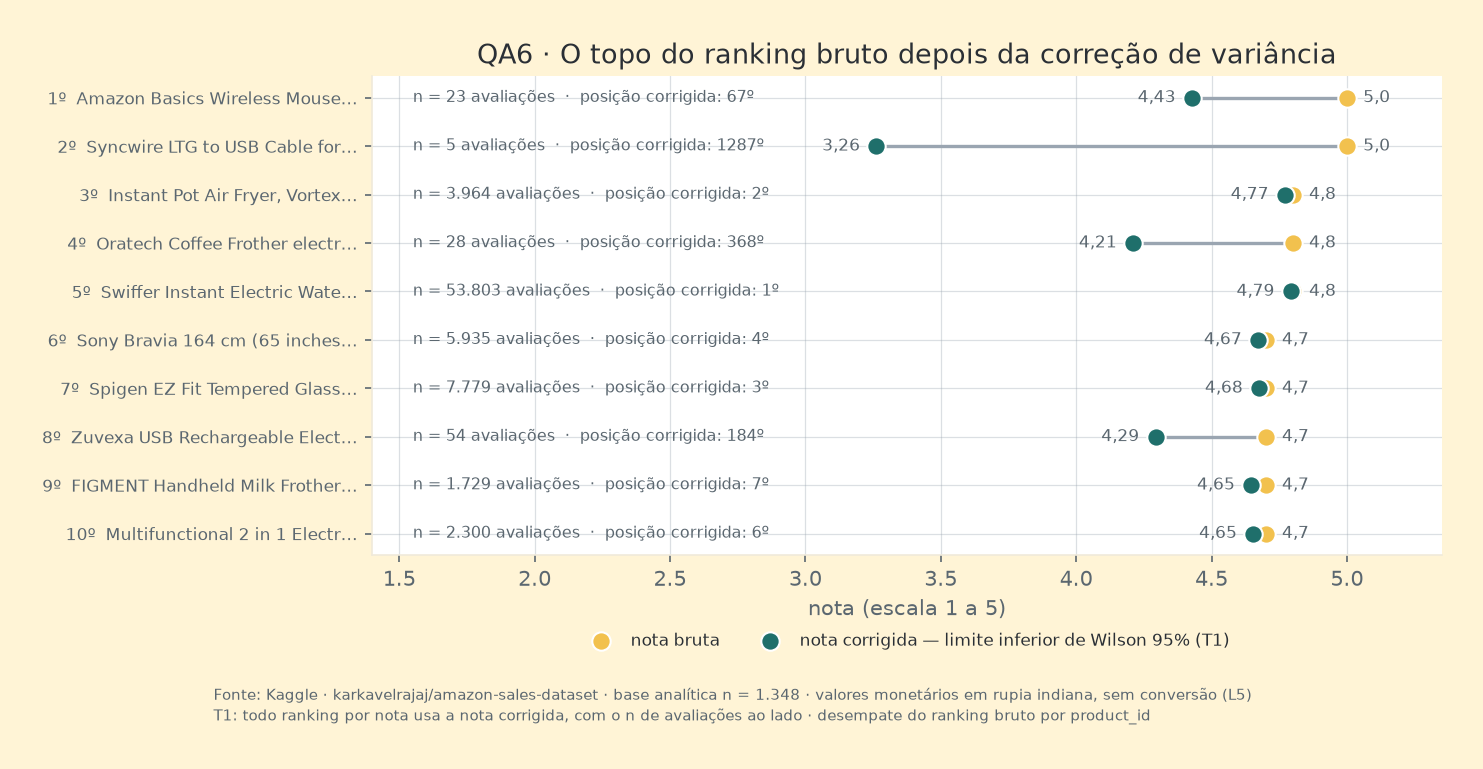 QA6 · O topo do ranking bruto depois da correção de variância
1º Amazon Basics Wireless Mouse… n = 23 avaliações · posição corrigida: 67º 4,43 5,0
2º Syncwire LTG to USB Cable for… n = 5 avaliações · posição corrigida: 1287º 3,26 5,0
3º Instant Pot Air Fryer, Vortex… n = 3.964 avaliações · posição corrigida: 2º 4,77 4,8
4º Oratech Coffee Frother electr… n = 28 avaliações · posição corrigida: 368º 4,21 4,8
5º Swiffer Instant Electric Wate… n = 53.803 avaliações · posição corrigida: 1º 4,79 4,8
6º Sony Bravia 164 cm (65 inches… n = 5.935 avaliações · posição corrigida: 4º 4,67 4,7
7º Spigen EZ Fit Tempered Glass… n = 7.779 avaliações · posição corrigida: 3º 4,68 4,7
8º Zuvexa USB Rechargeable Elect… n = 54 avaliações · posição corrigida: 184º 4,29 4,7
9º FIGMENT Handheld Milk Frother… n = 1.729 avaliações · posição corrigida: 7º 4,65 4,7
10º Multifunctional 2 in 1 Electr… n = 2.300 avaliações · posição corrigida: 6º 4,65 4,7
1.5 2.0 2.5 3.0 3.5 4.0 4.5 5.0
nota (escala 1 a 5)
nota bruta nota corrigida — limite inferior de Wilson 95% (T1)
Fonte: Kaggle · karkavelrajaj/amazon-sales-dataset · base analítica n = 1.348 · valores monetários em rupia indiana, sem conversão (L5)
T1: todo ranking por nota usa a nota corrigida, com o n de avaliações ao lado · desempate do ranking bruto por product_id